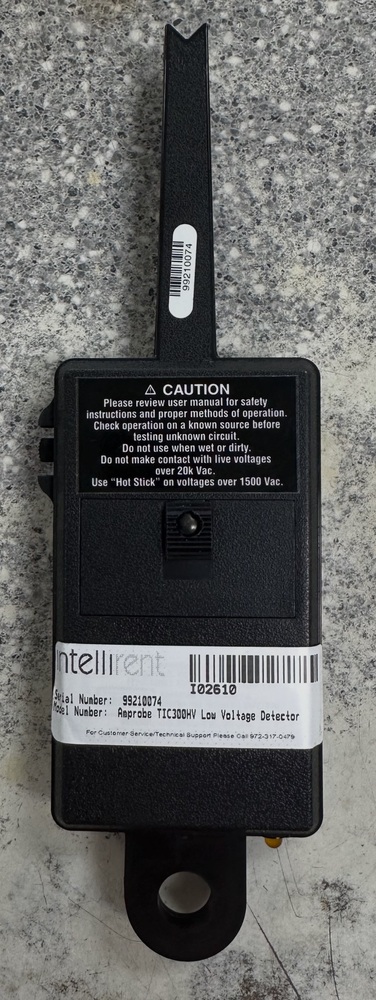 99210074
⚠ CAUTION
Please review user manual for safety
instructions and proper methods of operation.
Check operation on a known source before
testing unknown circuit.
Do not use when wet or dirty.
Do not make contact with live voltages
over 20k Vac.
Use "Hot Stick" on voltages over 1500 Vac.
intellirent
I02610
Serial Number: 99210074
Model Number: Amprobe TIC300HV Low Voltage Detector
For Customer Service/Technical Support Please Call 972-317-0479